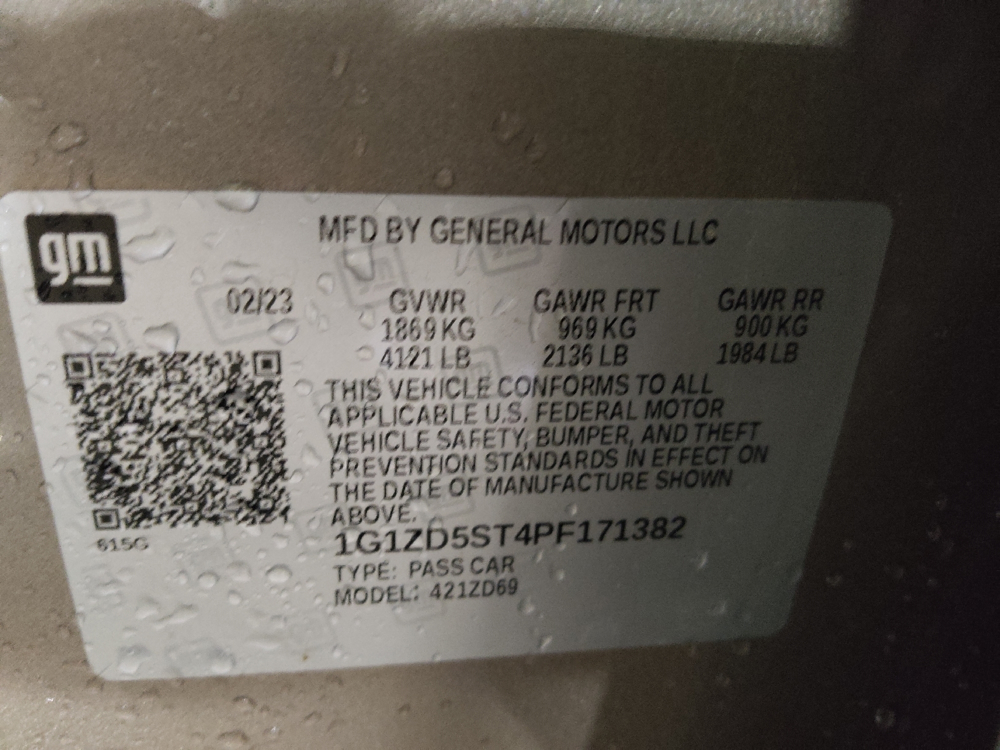 gm
MFD BY GENERAL MOTORS LLC
02/23 GVWR GAWR FRT GAWR RR
1869 KG 969 KG 900 KG
4121 LB 2136 LB 1984 LB
THIS VEHICLE CONFORMS TO ALL
APPLICABLE U.S. FEDERAL MOTOR
VEHICLE SAFETY, BUMPER, AND THEFT
PREVENTION STANDARDS IN EFFECT ON
THE DATE OF MANUFACTURE SHOWN
ABOVE.
615G
1G1ZD5ST4PF171382
TYPE: PASS CAR
MODEL: 421ZD69